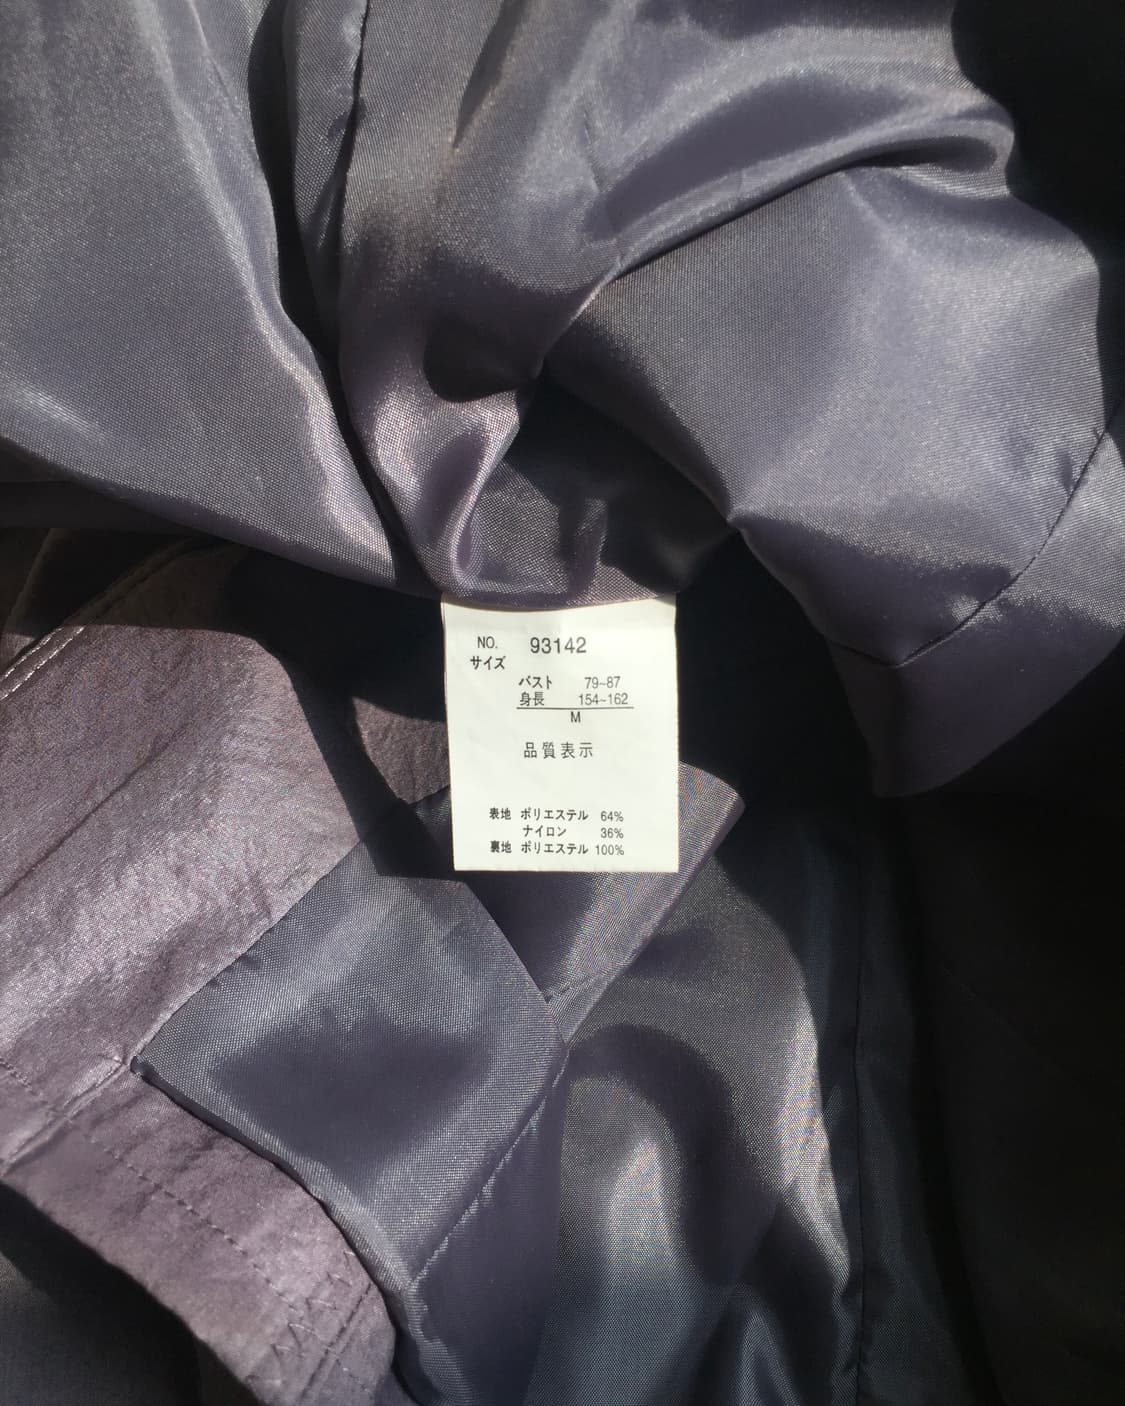 NO. 93142
サイズ
バスト 79~87
身長 154~162
M
品質表示
表地 ポリエステル 64%
ナイロン 36%
裏地 ポリエステル 100%